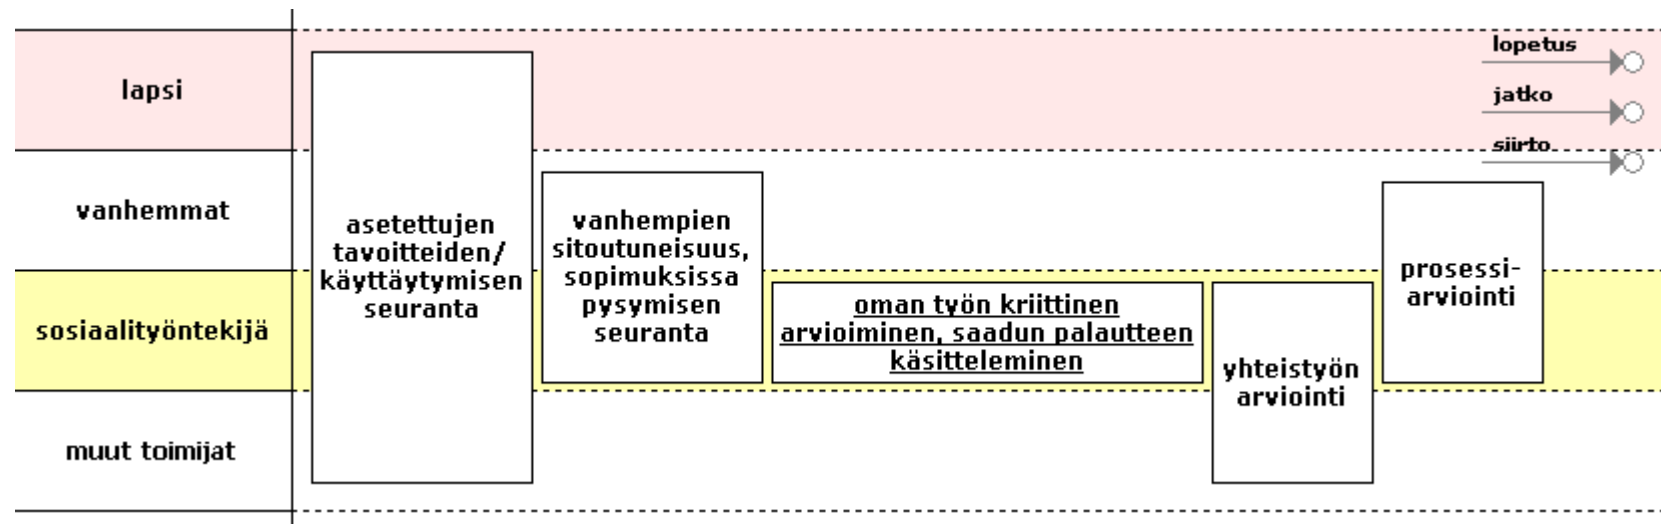 lapsi
vanhemmat
sosiaalityöntekijä
muut toimijat
asetettujen
tavoitteiden/
käyttäytymisen
seuranta
vanhempien
sitoutuneisuus,
sopimuksissa
pysymisen
seuranta
oman työn kriittinen
arvioiminen, saadun palautteen
käsitteleminen
yhteistyön
arviointi
prosessi-
arviointi
lopetus
jatko
siirto